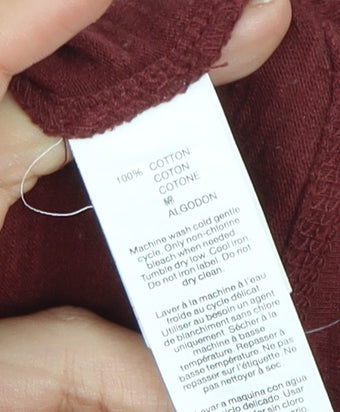 100% COTTON
COTON
COTONE
ALGODON
Machine wash cold gentle
cycle. Only non-chlorine
bleach when needed
Tumble dry low. Cool iron.
Do not iron label. Do not
dry clean.
Laver à la machine à l'eau
froide au cycle délicat.
Utiliser au besoin un agent
de blanchiment sans chlore
uniquement. Sécher à la
machine à basse
température. Repasser à
basse température. Ne pas
repasser sur l'étiquette. Ne
pas nettoyer à sec.
Lavar a maquina con agua
ciclo delicado. Usar
sin cloro